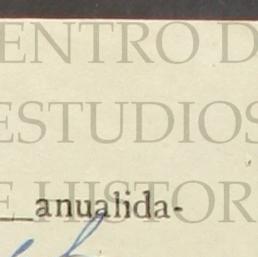 ENTRO D
ESTUDIOS
E HISTOR
anualida-